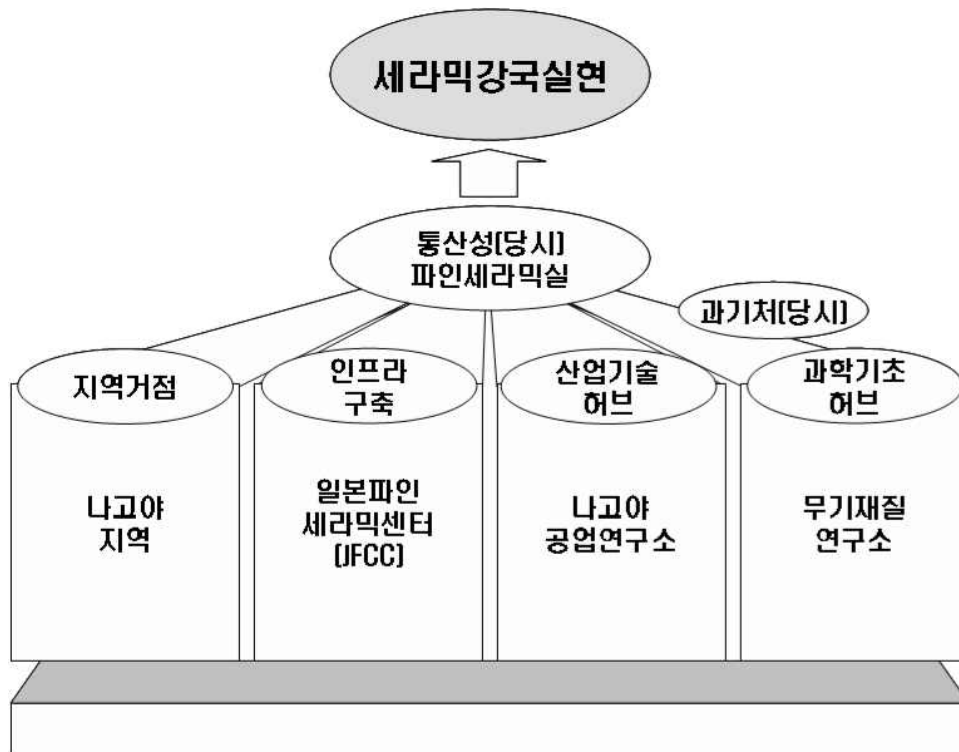 세라믹강국실현
통산성(당시)
파인세라믹실
과기처(당시)
지역거점
인프라
구축
산업기술
허브
과학기초
허브
나고야
지역
일본파인
세라믹센터
(JFCC)
나고야
공업연구소
무기재질
연구소